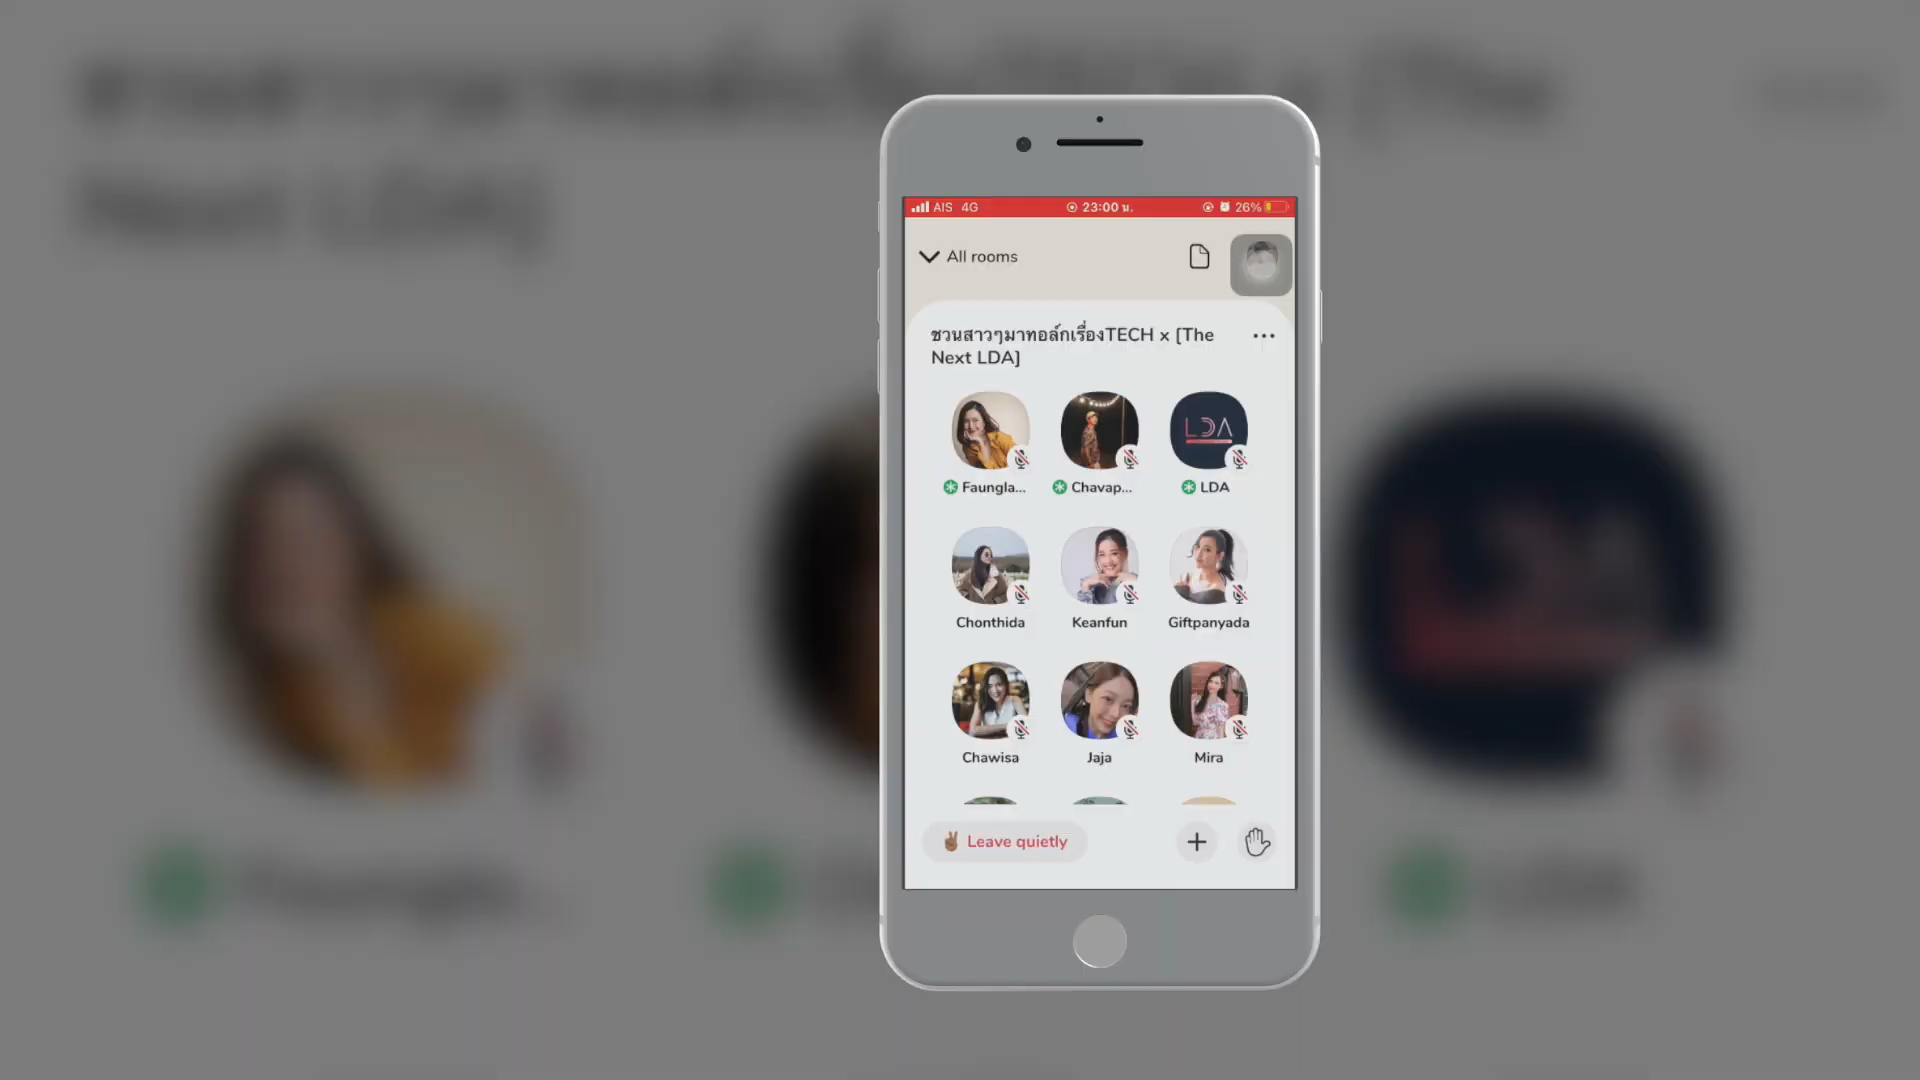 AIS 4G 23:00 น. 26%
All rooms
ชวนสาวๆมาทอล์กเรื่องTECH x [The
Next LDA]
LDA
Faungla... Chavap... LDA
Chonthida Keanfun Giftpanyada
Chawisa Jaja Mira
Leave quietly